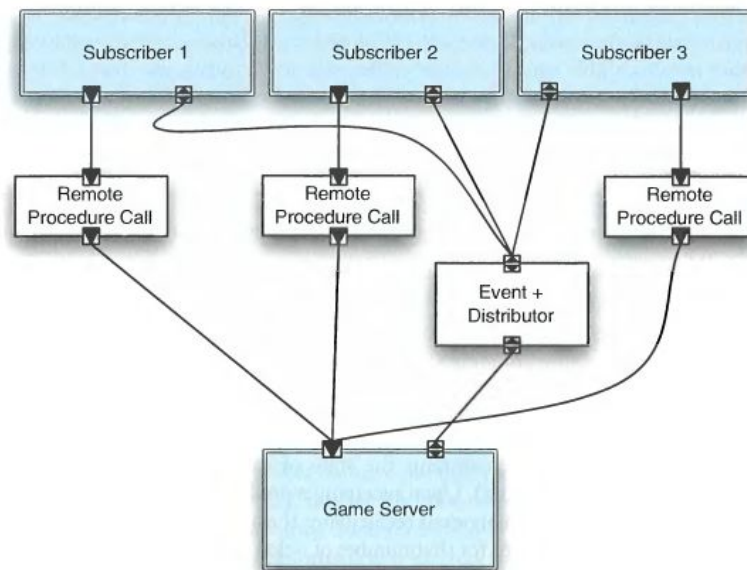 Subscriber 1
Subscriber 2
Subscriber 3
Remote
Procedure Call
Remote
Procedure Call
Remote
Procedure Call
Event +
Distributor
Game Server